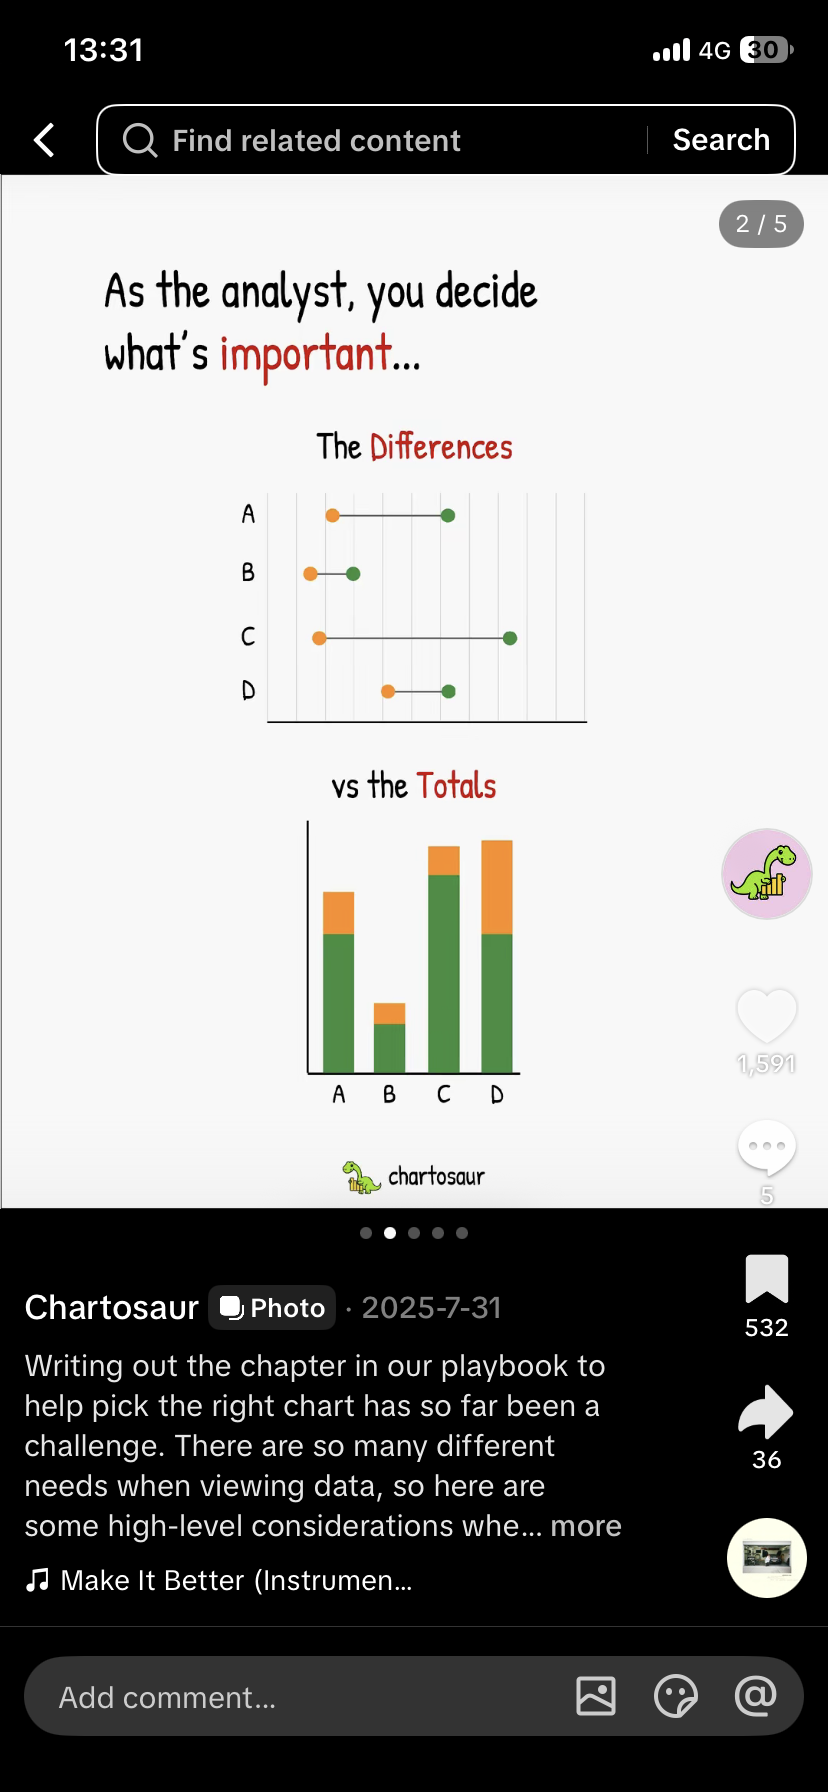 13:31
4G
30
Find related content
Search
2 / 5
As the analyst, you decide
what's important...
The Differences
A
B
C
D
vs the Totals
A B C D
chartosaur
1,591
5
Chartosaur Photo · 2025-7-31
Writing out the chapter in our playbook to
help pick the right chart has so far been a
challenge. There are so many different
needs when viewing data, so here are
some high-level considerations whe... more
532
36
Make It Better (Instrumen...
Add comment...